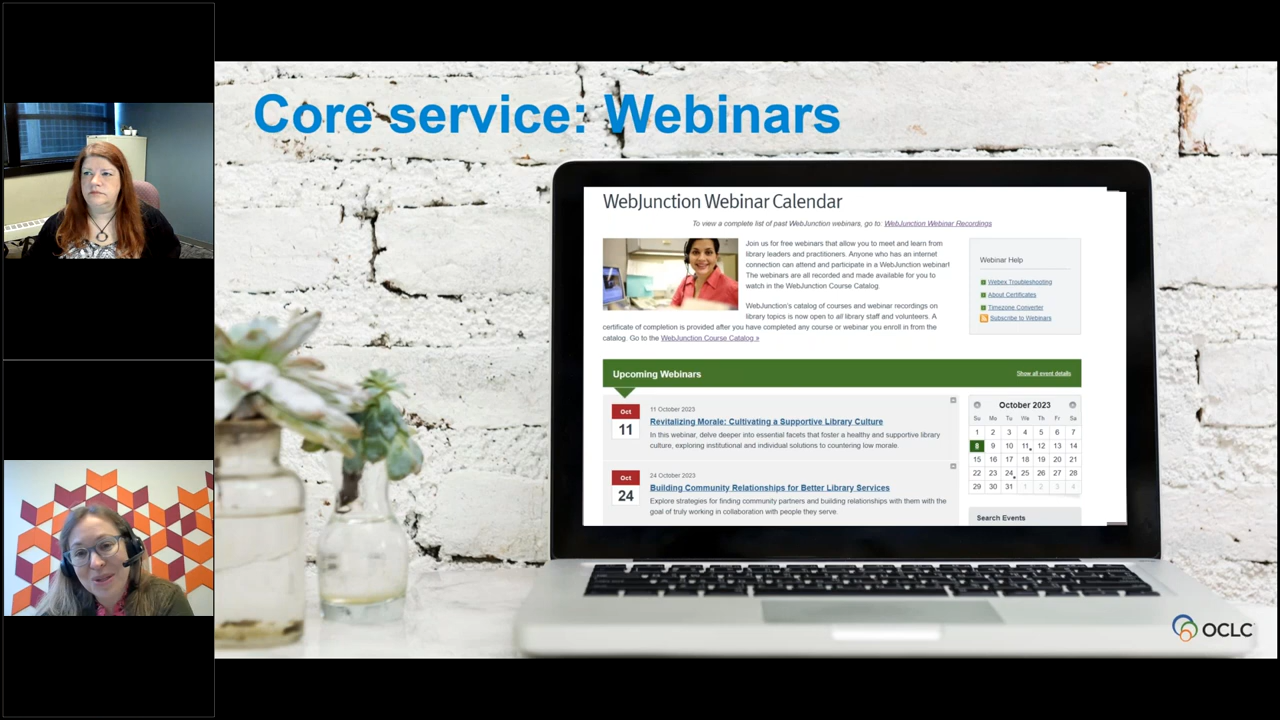 Core service: Webinars
WebJunction Webinar Calendar
To view a complete list of past WebJunction webinars, go to: WebJunction Webinar Recordings
Join us for free webinars that allow you to meet and learn from
library leaders and practitioners. Anyone who has an internet
connection can attend and participate in a WebJunction webinar!
The webinars are all recorded and made available for you to
watch in the WebJunction Course Catalog.
WebJunction's catalog of courses and webinar recordings on
library topics is now open to all library staff and volunteers. A
certificate of completion is provided after you have completed any course or webinar you enroll in from the
catalog. Go to the WebJunction Course Catalog »
Webinar Help
Webex Troubleshooting
About Certificates
Timezone Converter
Subscribe to Webinars
Upcoming Webinars
Show all event details
Oct
11
11 October 2023
Revitalizing Morale: Cultivating a Supportive Library Culture
In this webinar, delve deeper into essential facets that foster a healthy and supportive library
culture, exploring institutional and individual solutions to countering low morale.
Oct
24
24 October 2023
Building Community Relationships for Better Library Services
Explore strategies for finding community partners and building relationships with them with the
goal of truly working in collaboration with people they serve.
October 2023
Su Mo Tu We Th Fr Sa
1 2 3 4 5 6 7
8 9 10 11 12 13 14
15 16 17 18 19 20 21
22 23 24 25 26 27 28
29 30 31 1 2 3 4
Search Events
OCLC